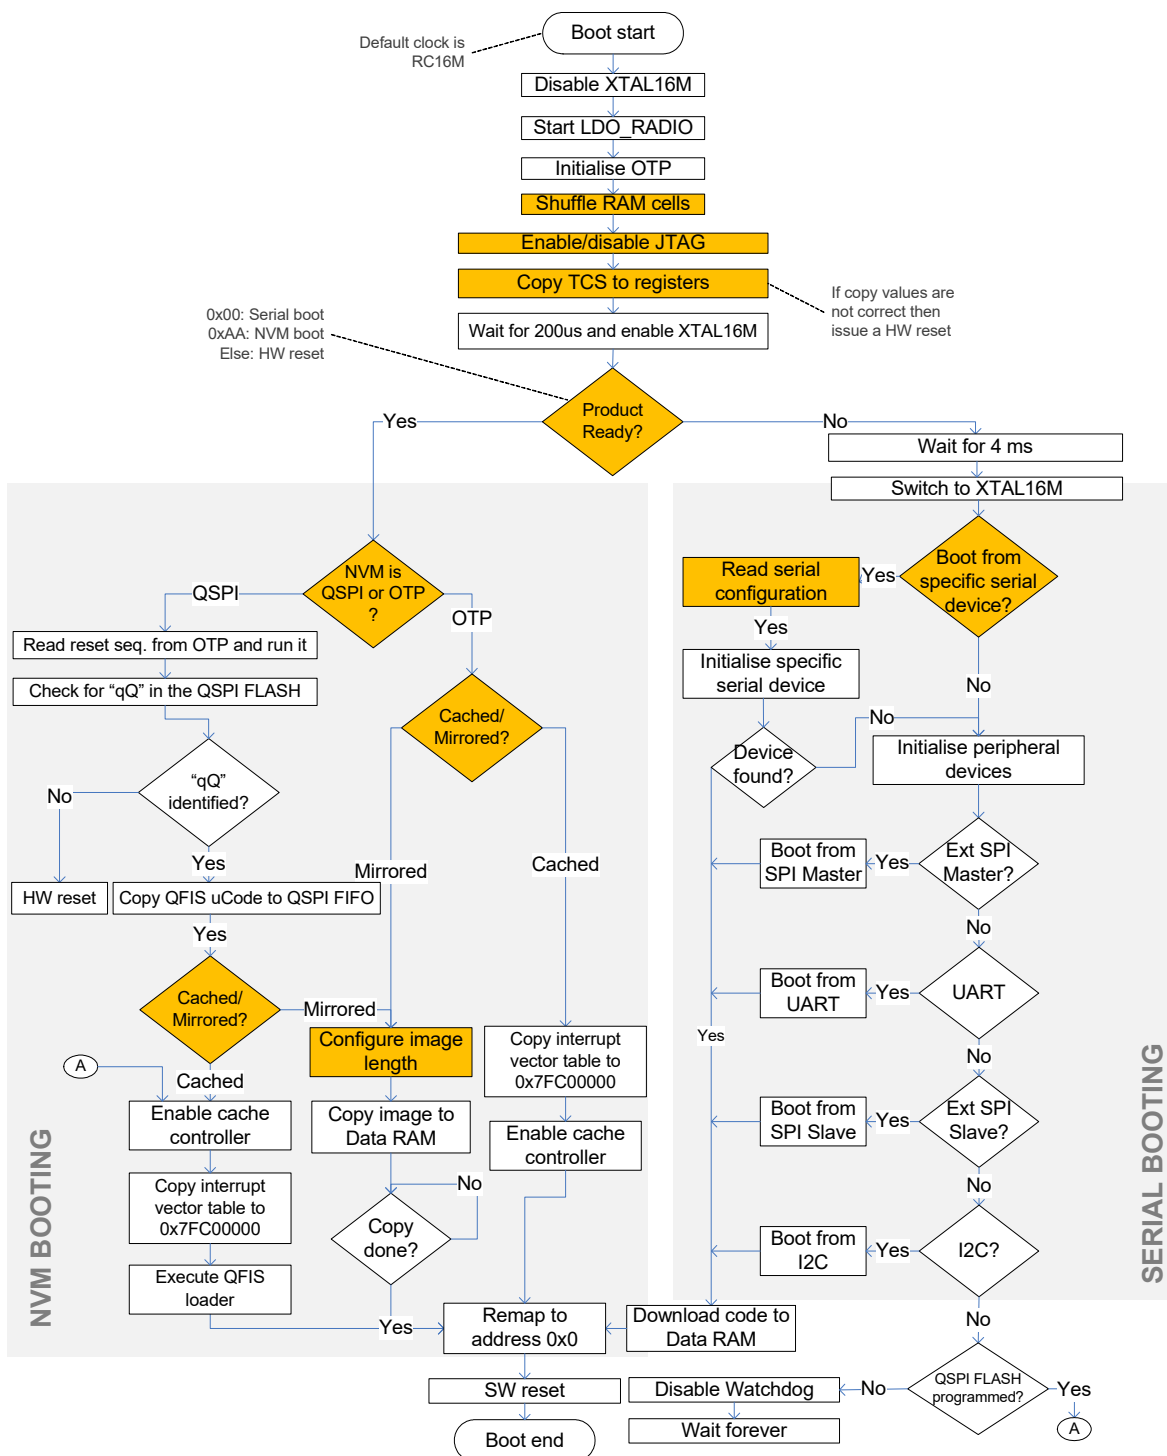 Boot start
Default clock is
RC16M
Disable XTAL16M
Start LDO_RADIO
Initialise OTP
Shuffle RAM cells
Enable/disable JTAG
Copy TCS to registers
If copy values are
not correct then
issue a HW reset
0x00: Serial boot
0xAA: NVM boot
Else: HW reset
Wait for 200us and enable XTAL16M
Product
Ready?
Yes
No
Wait for 4 ms
Switch to XTAL16M
NVM is
QSPI or OTP
?
QSPI
OTP
Read reset seq. from OTP and run it
Check for “qQ” in the QSPI FLASH
“qQ”
identified?
No
Yes
HW reset
Copy QFIS uCode to QSPI FIFO
Yes
Cached/
Mirrored?
Mirrored
Cached
A
Enable cache
controller
Copy interrupt
vector table to
0x7FC00000
Execute QFIS
loader
Cached/
Mirrored?
Mirrored
Cached
Configure image
length
Copy image to
Data RAM
Copy
done?
No
Yes
Copy interrupt
vector table to
0x7FC00000
Enable cache
controller
Remap to
address 0x0
SW reset
Boot end
NVM BOOTING
Boot from
specific serial
device?
Yes
Read serial
configuration
Yes
Initialise specific
serial device
Device
found?
No
No
Initialise peripheral
devices
Ext SPI
Master?
Yes
Boot from
SPI Master
No
UART
Yes
Boot from
UART
Yes
No
Ext SPI
Slave?
Yes
Boot from
SPI Slave
No
I2C?
Yes
Boot from
I2C
No
Download code to
Data RAM
QSPI FLASH
programmed?
No
Yes
A
Disable Watchdog
Wait forever
SERIAL BOOTING